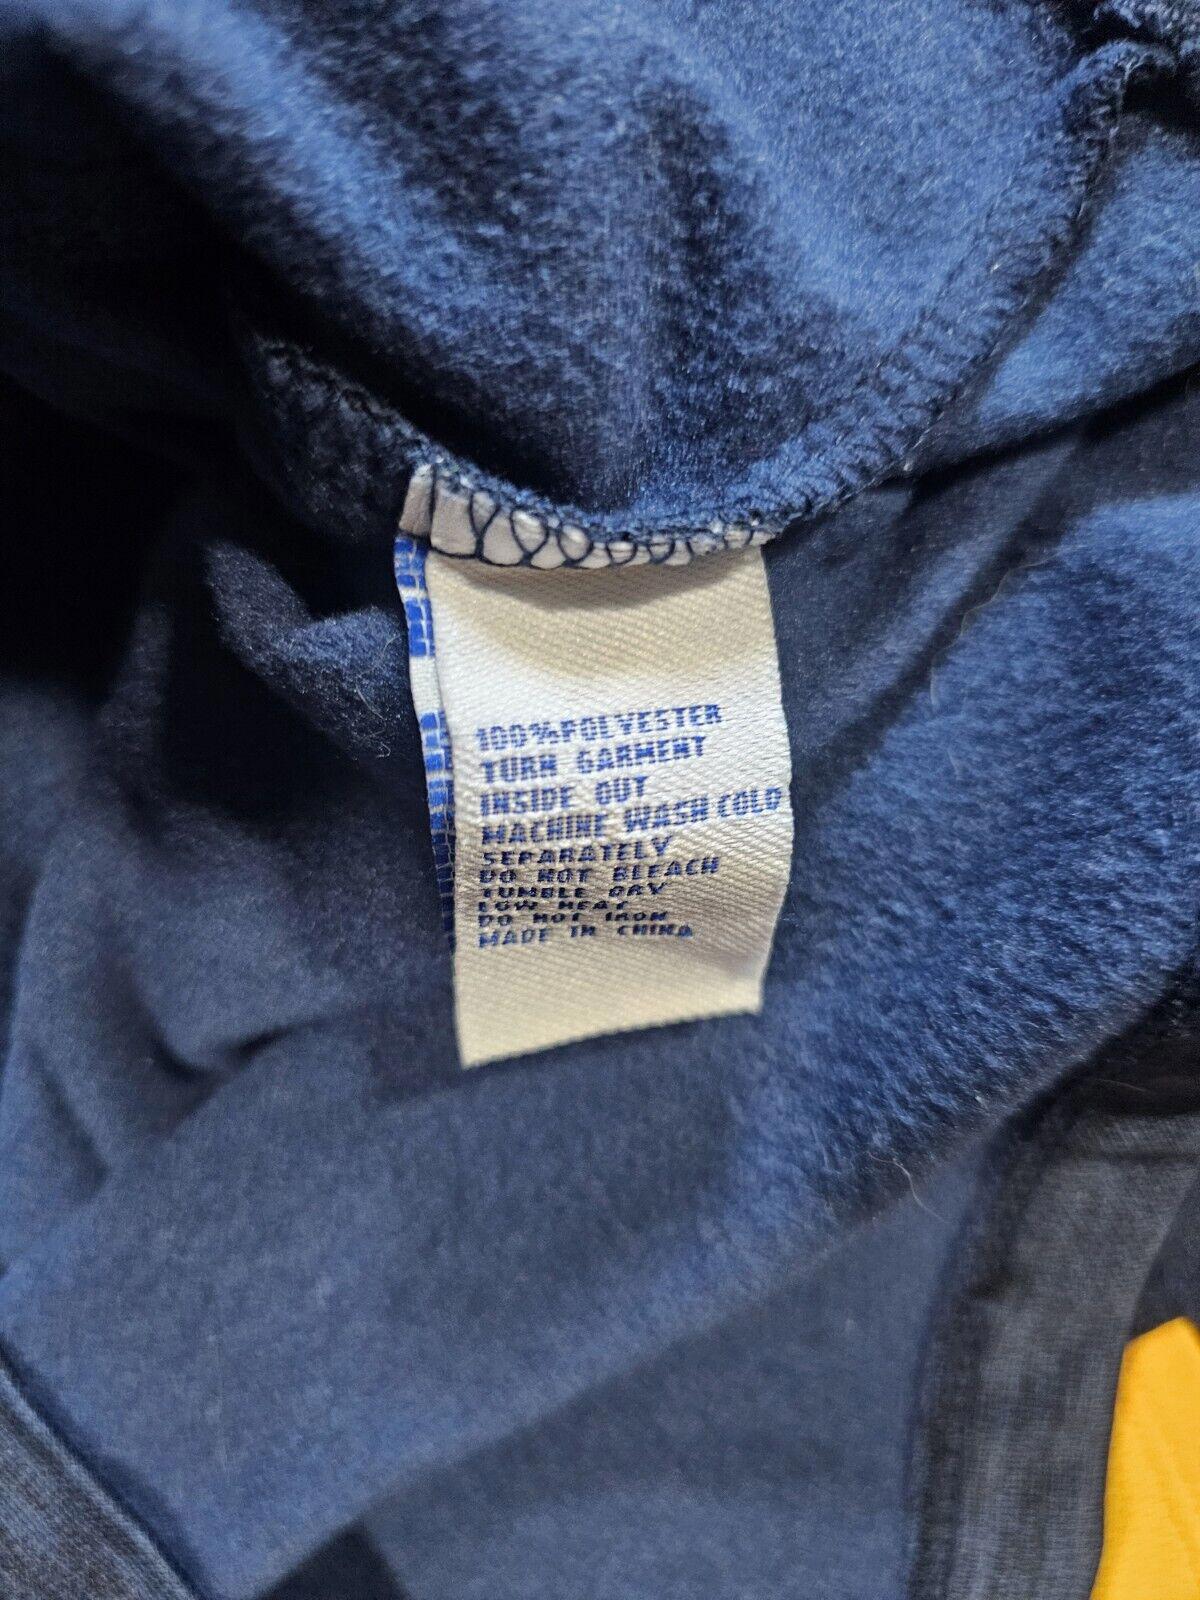 100%POLYESTER
TURN GARMENT
INSIDE OUT
MACHINE WASH COLD
SEPARATELY
DO NOT BLEACH
TUMBLE DRY
LOW HEAT
DO NOT IRON
MADE IN CHINA